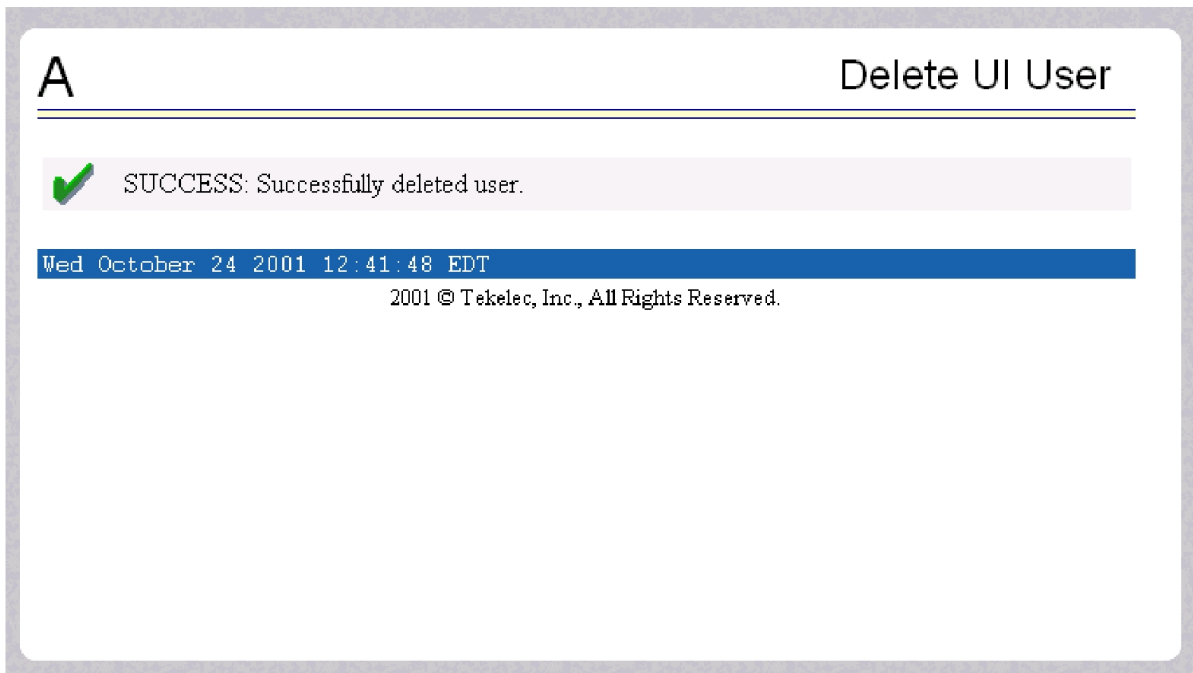 A Delete UI User
SUCCESS: Successfully deleted user.
Wed October 24 2001 12:41:48 EDT
2001 © Tekelec, Inc., All Rights Reserved.